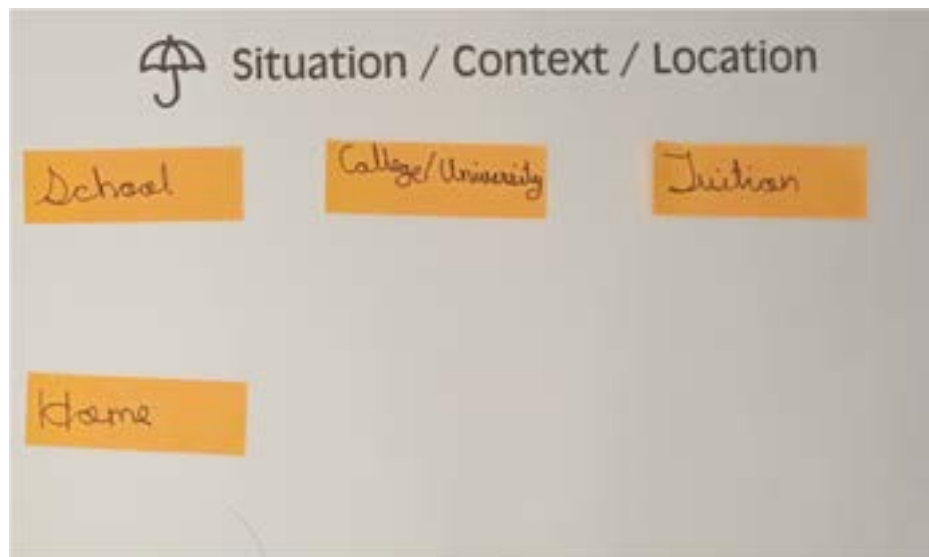 Situation / Context / Location
School
College/University
Tuition
Home